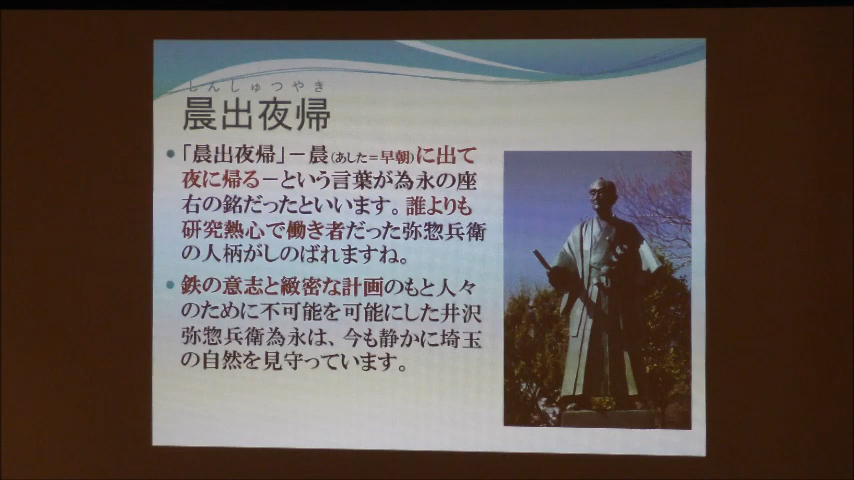 しんしゅつやき
晨出夜帰
「晨出夜帰」－晨(あした＝早朝)に出て
夜に帰る－という言葉が為永の座
右の銘だったといいます。誰よりも
研究熱心で働き者だった弥惣兵衛
の人柄がしのばれますね。
鉄の意志と緻密な計画のもと人々
のために不可能を可能にした井沢
弥惣兵衛為永は、今も静かに埼玉
の自然を見守っています。